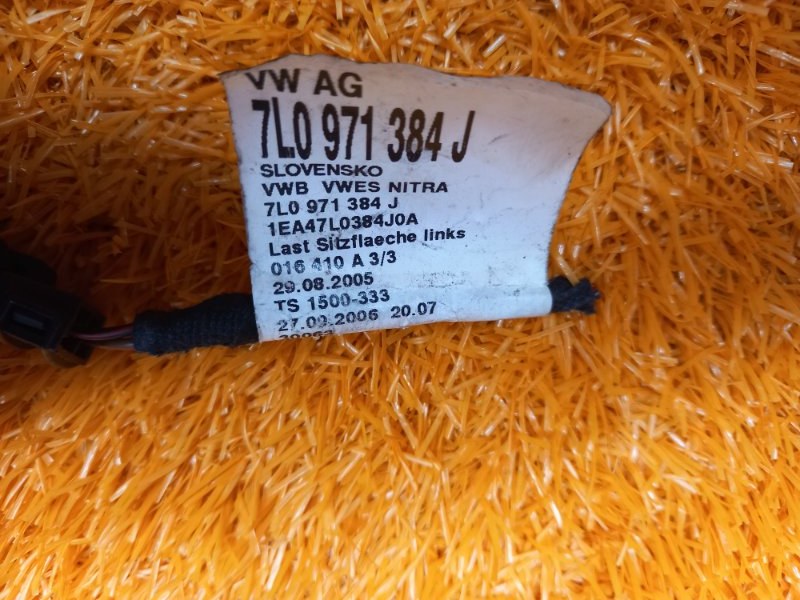 VW AG
7L0 971 384 J
SLOVENSKO
VWB VWES NITRA
7L0 971 384 J
1EA47L0384J0A
Last Sitzflaeche links
016 410 A 3/3
29.08.2005
TS 1500-333
27.09.2006 20.07